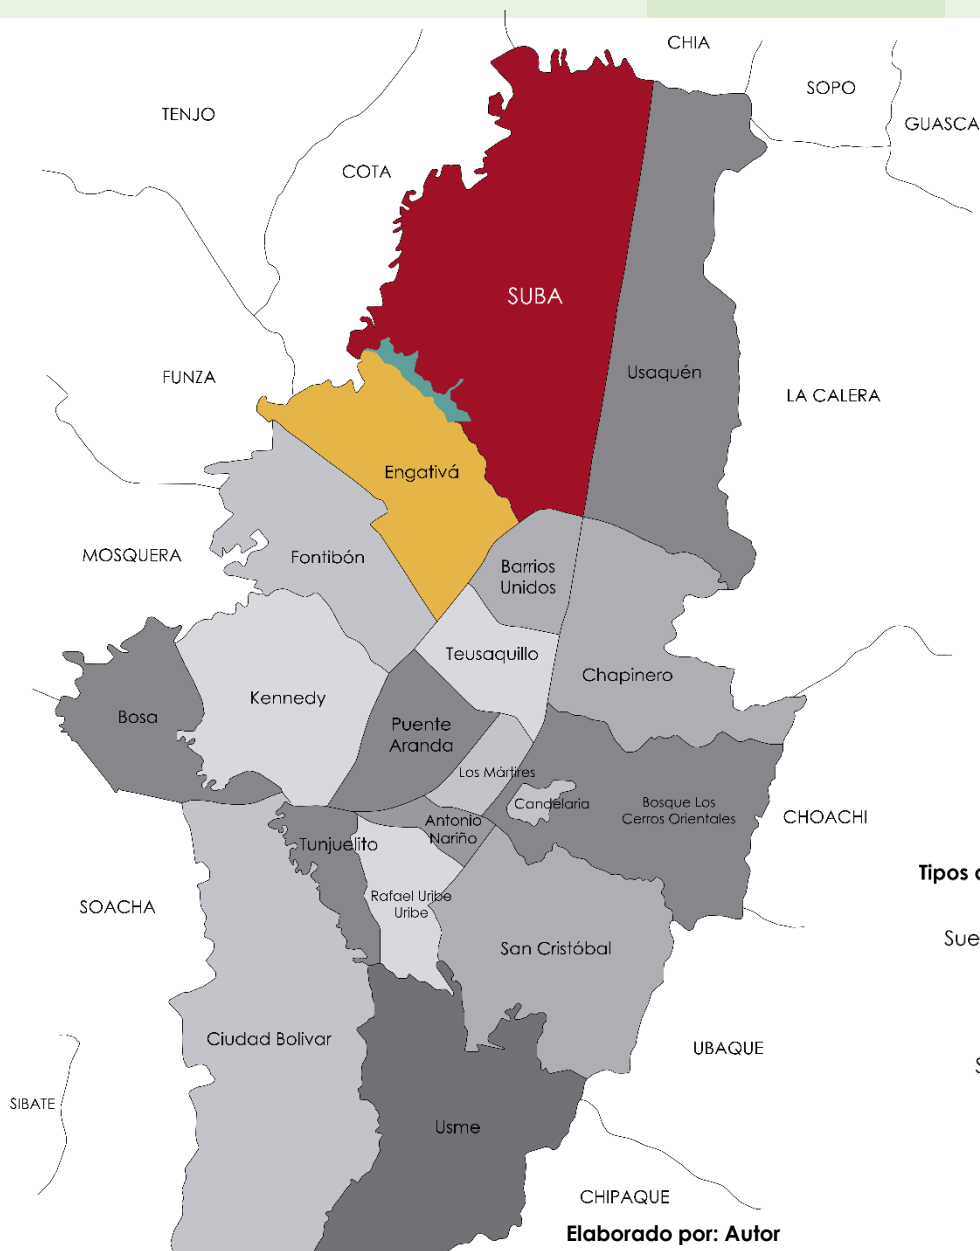 CHIA
SOPO
TENJO
GUASCA
COTA
SUBA
Usaquén
FUNZA
LA CALERA
Engativá
MOSQUERA
Fontibón
Barrios
Unidos
Teusaquillo
Chapinero
Kennedy
Bosa
Puente
Aranda
Los Mártires
Candelaria
Bosque Los
Cerros Orientales
CHOACHI
Antonio
Nariño
Tunjuelito
Tipos
Rafael Uribe
Uribe
SOACHA
San Cristóbal
Ciudad Bolivar
UBAQUE
SIBATE
Usme
CHIPAQUE
Elaborado por: Autor